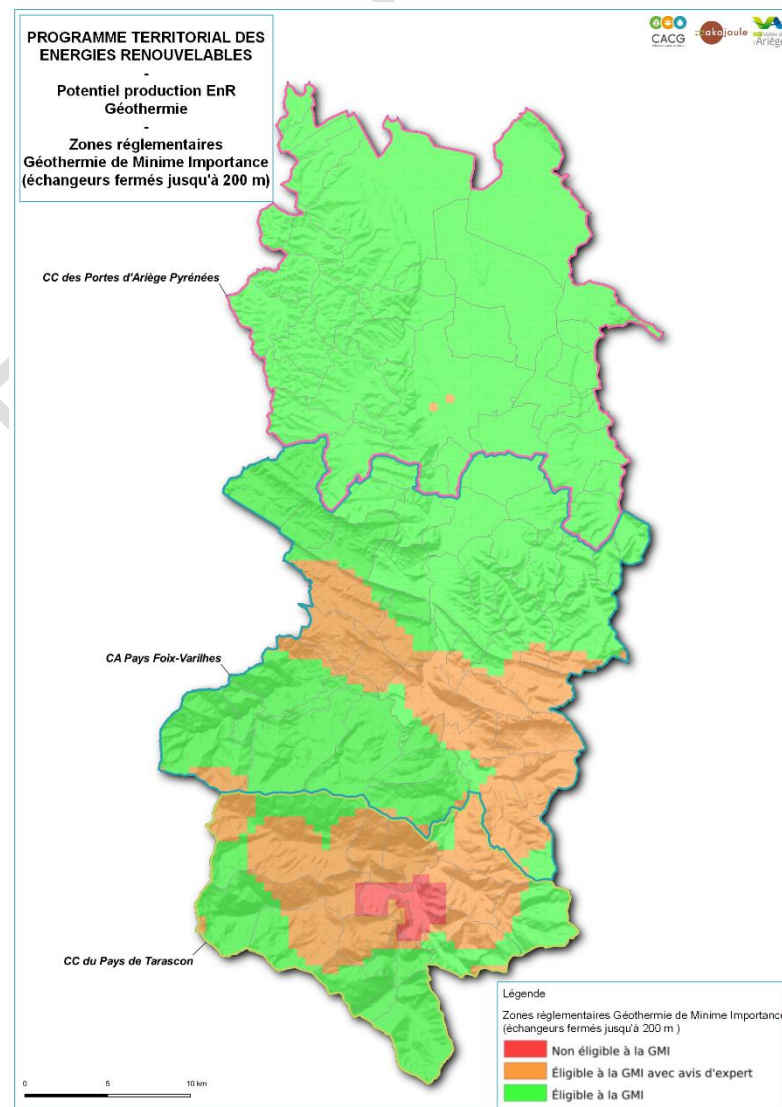 PROGRAMME TERRITORIAL DES
ENERGIES RENOUVELABLES
-
Potentiel production EnR
Géothermie
-
Zones réglementaires
Géothermie de Minime Importance
(échangeurs fermés jusqu'à 200 m)
CACG
akajoule
Ariège
CC des Portes d'Ariège Pyrénées
CA Pays Foix-Varilhes
CC du Pays de Tarascon
Légende
Zones réglementaires Géothermie de Minime Importance
(échangeurs fermés jusqu'à 200 m )
Non éligible à la GMI
Éligible à la GMI avec avis d'expert
Éligible à la GMI
0 5 10 km